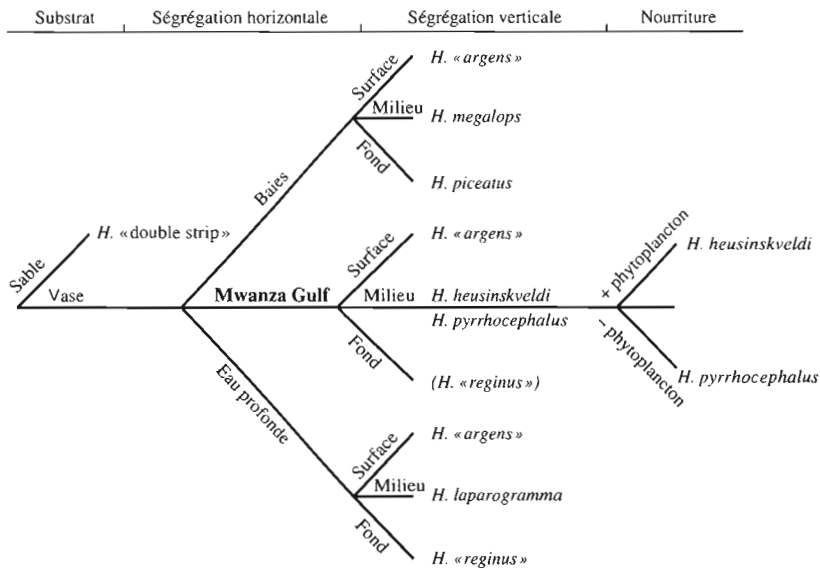 Substrat Ségrégation horizontale Ségrégation verticale Nourriture
Surface H. «argens»
Milieu H. megalops
Fond H. piceatus
Baies
Sable H. «double strip»
Vase
Mwanza Gulf
Surface H. «argens»
Milieu H. heusinskveldi
H. pyrrhocephalus
Fond (H. «reginus»)
+ phytoplancton H. heusinskveldi
– phytoplancton H. pyrrhocephalus
Eau profonde
Surface H. «argens»
Milieu H. laparogramma
Fond H. «reginus»